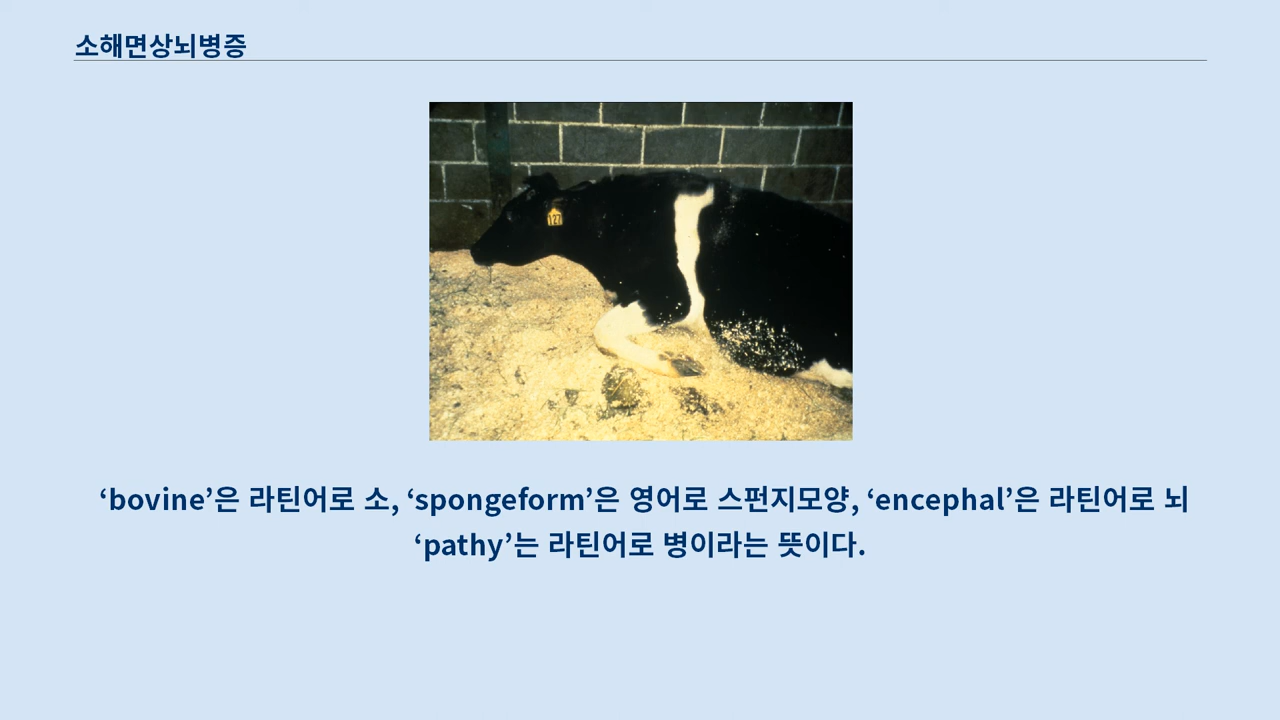 소해면상뇌병증
127
‘bovine’은 라틴어로 소, ‘spongeform’은 영어로 스펀지모양, ‘encephal’은 라틴어로 뇌
‘pathy’는 라틴어로 병이라는 뜻이다.